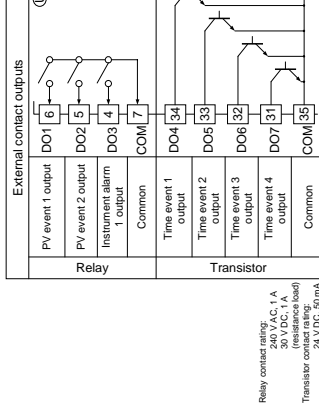 External contact outputs
Relay
PV event 1 output
DO1
6
PV event 2 output
DO2
5
Instrument alarm
1 output
DO3
4
Common
COM
7
Transistor
Time event 1
output
DO4
34
Time event 2
output
DO5
33
Time event 3
output
DO6
32
Time event 4
output
DO7
31
Common
COM
35
Relay contact rating:
240 V AC, 1 A
30 V DC, 1 A
(resistance load)
Transistor contact rating:
24 V DC, 50 mA